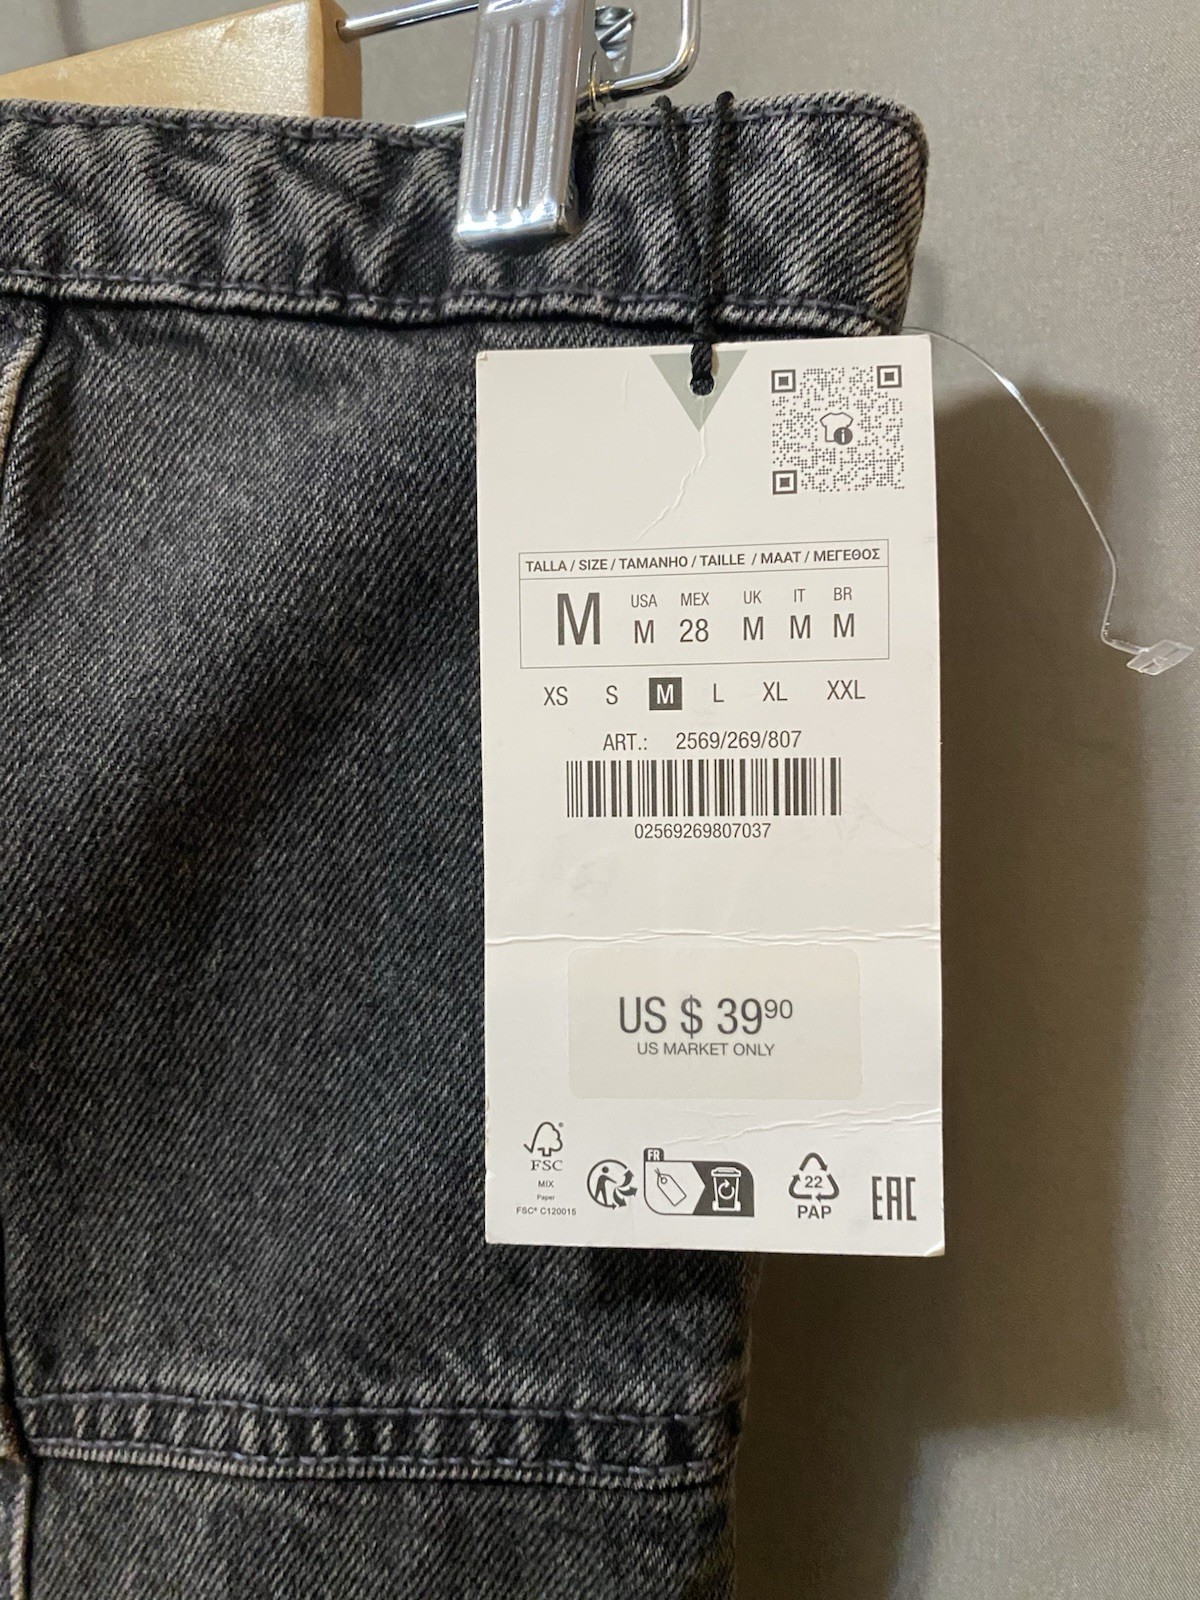 TALLA / SIZE / TAMANHO / TAILLE / MAAT / ΜΕΓΕΘΟΣ
M USA MEX UK IT BR
M 28 M M M
XS S M L XL XXL
ART.: 2569/269/807
02569269807037
US $ 39⁹⁰
US MARKET ONLY
FSC
MIX
Paper
FSC® C120015
FR
22
PAP
EAC